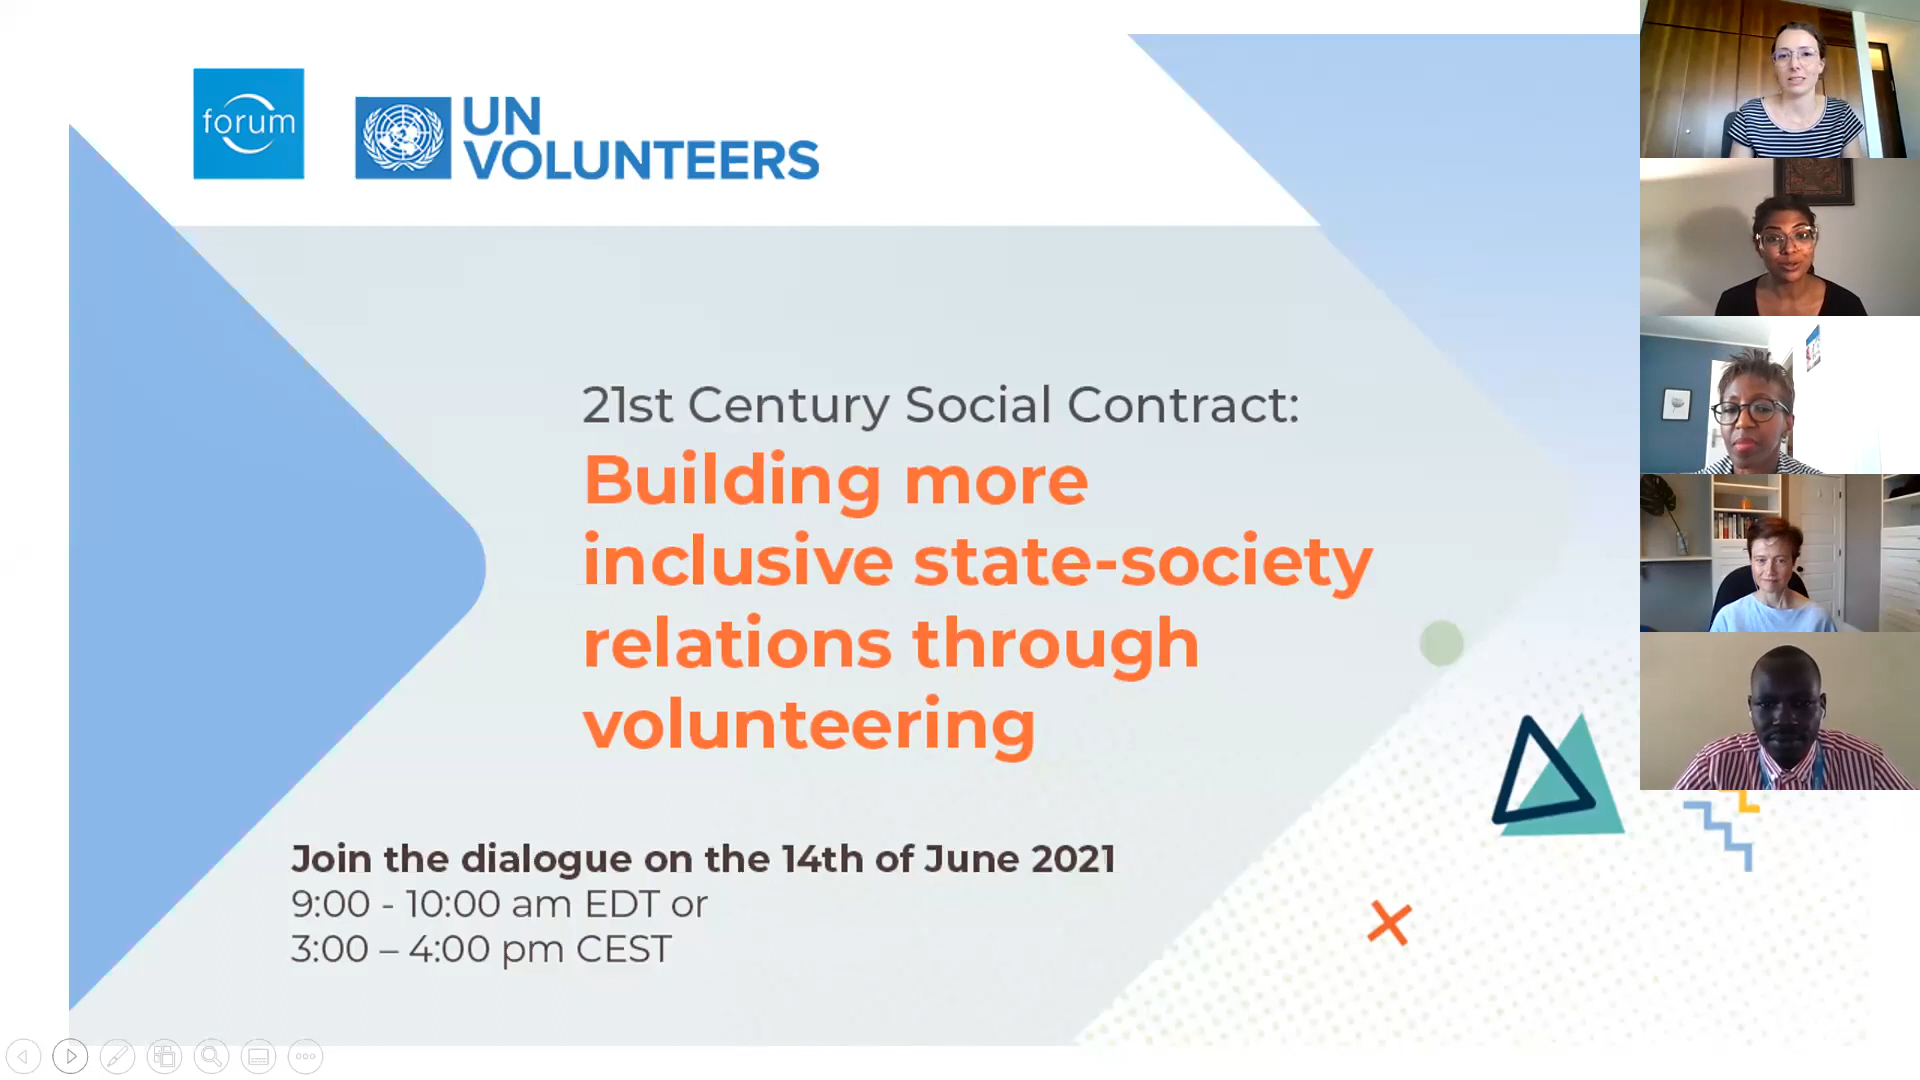 forum
UN
VOLUNTEERS
21st Century Social Contract:
Building more
inclusive state-society
relations through
volunteering
Join the dialogue on the 14th of June 2021
9:00 - 10:00 am EDT or
3:00 – 4:00 pm CEST